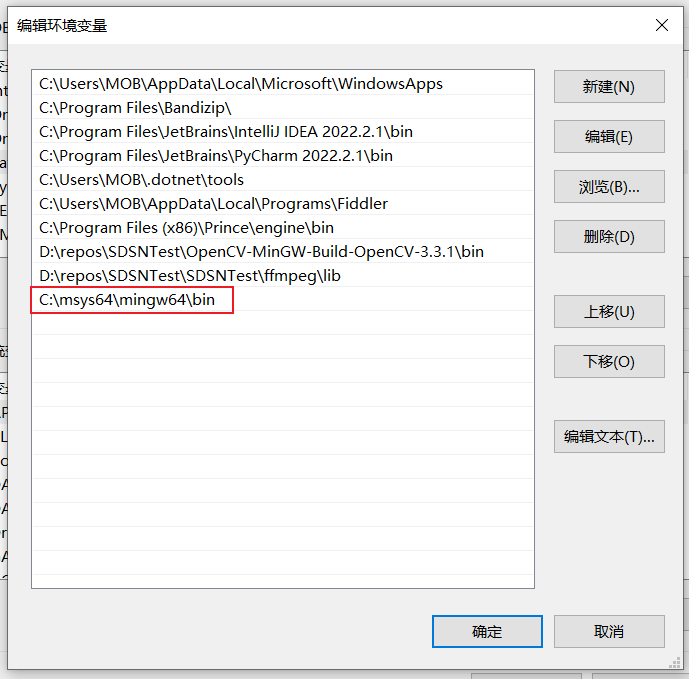 编辑环境变量
C:\Users\MOB\AppData\Local\Microsoft\WindowsApps
C:\Program Files\Bandizip\
C:\Program Files\JetBrains\IntelliJ IDEA 2022.2.1\bin
C:\Program Files\JetBrains\PyCharm 2022.2.1\bin
C:\Users\MOB\.dotnet\tools
C:\Users\MOB\AppData\Local\Programs\Fiddler
C:\Program Files (x86)\Prince\engine\bin
D:\repos\SDSNTest\OpenCV-MinGW-Build-OpenCV-3.3.1\bin
D:\repos\SDSNTest\SDSNTest\ffmpeg\lib
C:\msys64\mingw64\bin
新建(N)
编辑(E)
浏览(B)...
删除(D)
上移(U)
下移(O)
编辑文本(T)...
确定
取消